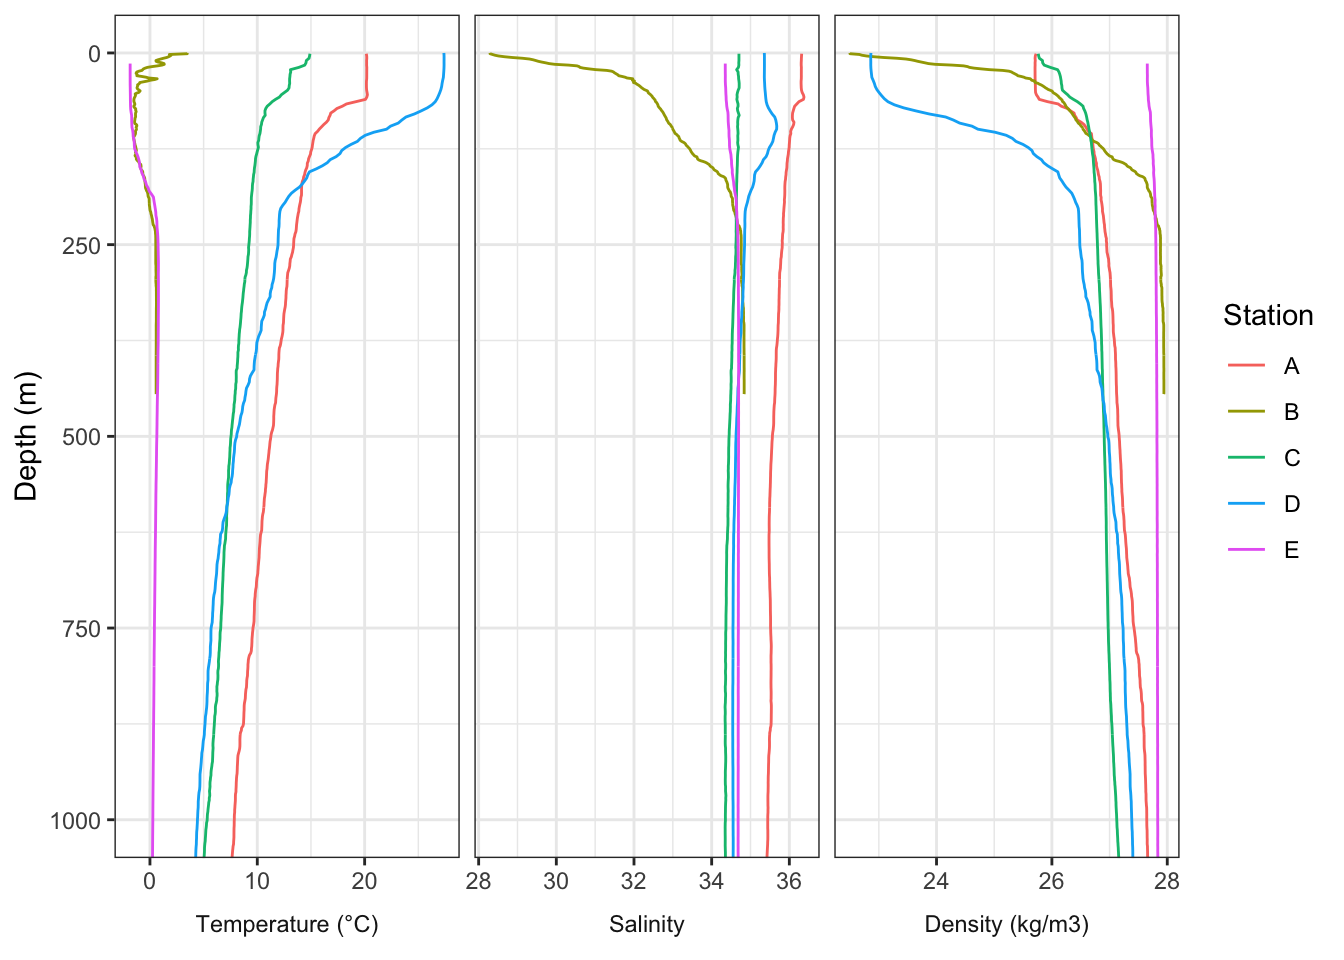 Depth (m)
0
250
500
750
1000
0 10 20
28 30 32 34 36
24 26 28
Temperature (°C)
Salinity
Density (kg/m3)
Station
A
B
C
D
E